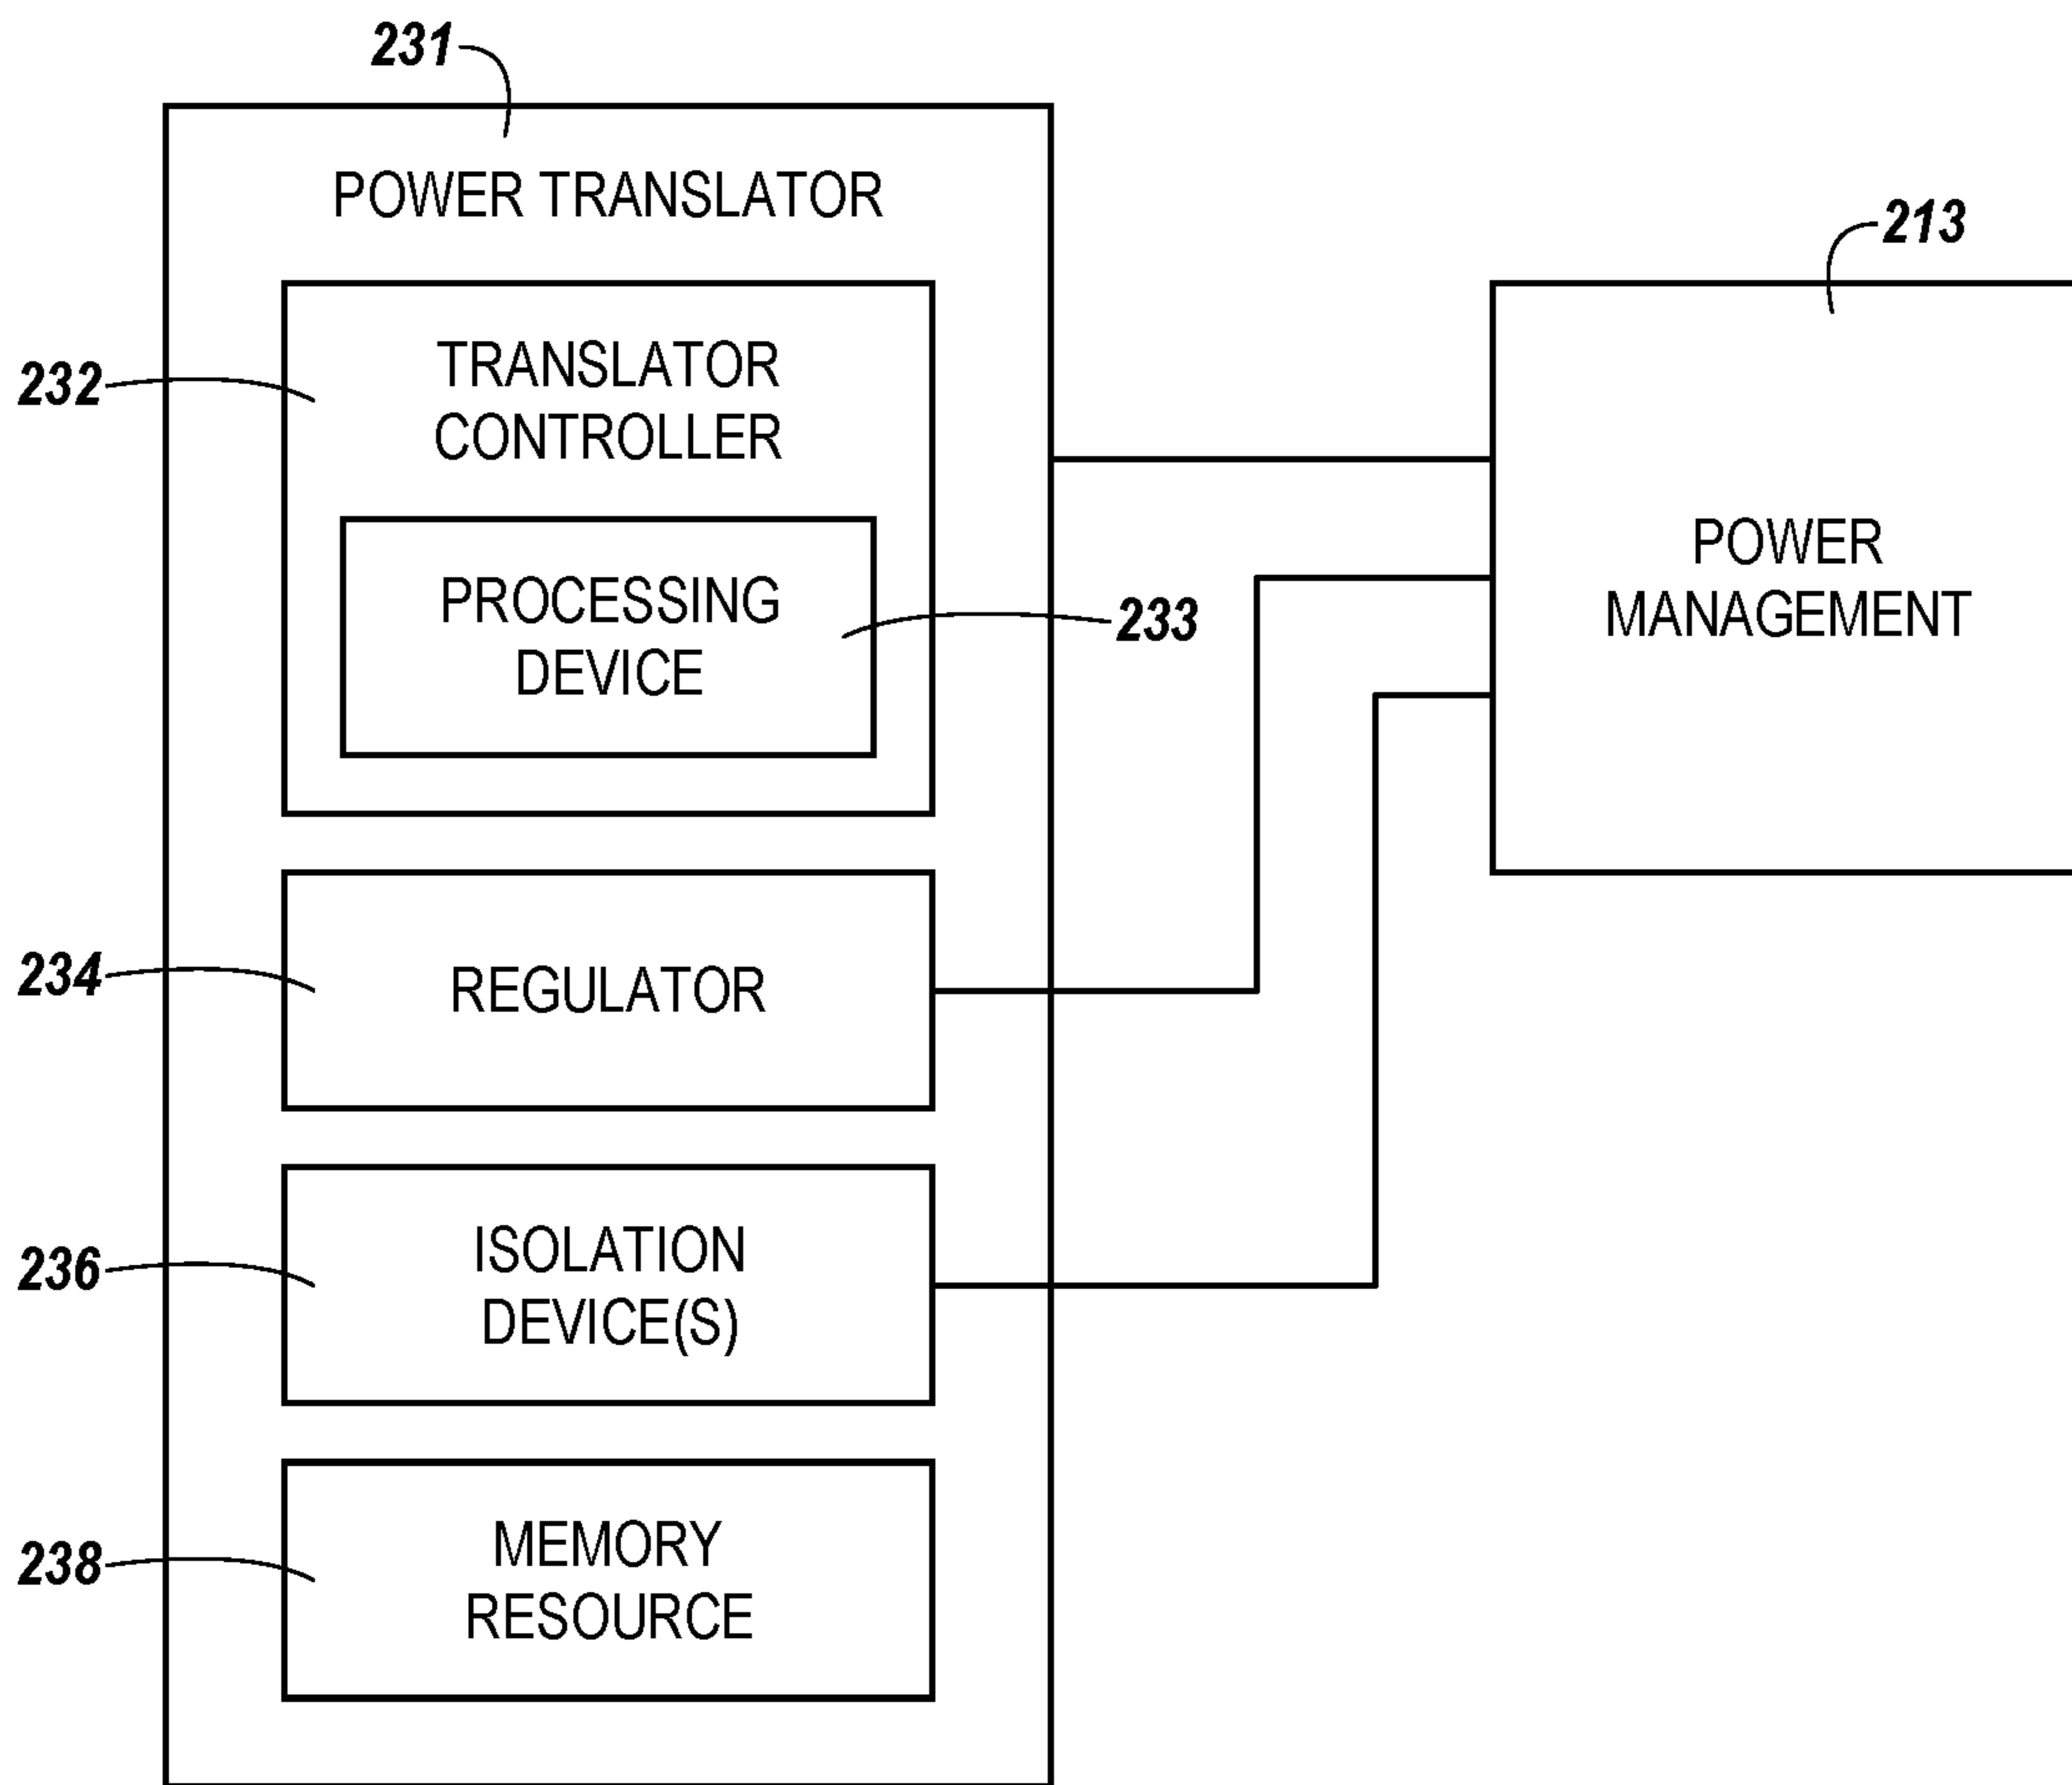 231
POWER TRANSLATOR
213
232
TRANSLATOR
CONTROLLER
PROCESSING
DEVICE
233
POWER
MANAGEMENT
234
REGULATOR
236
ISOLATION
DEVICE(S)
238
MEMORY
RESOURCE